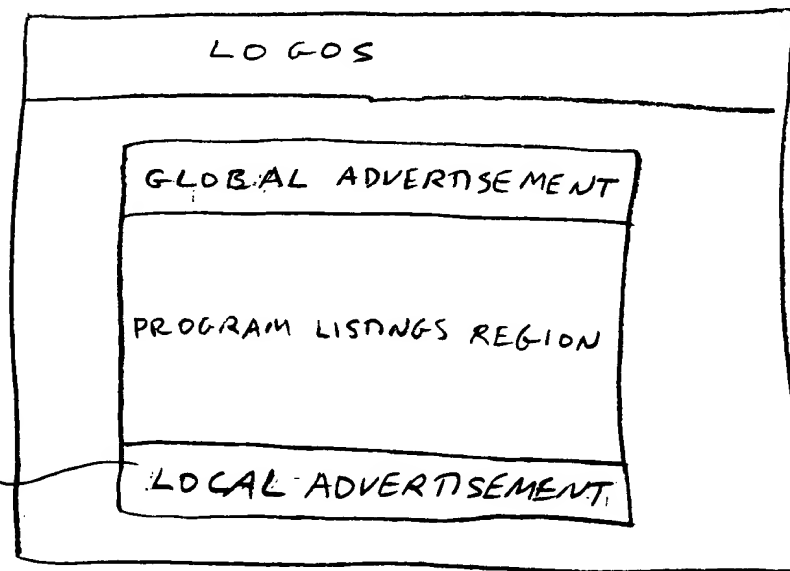 LOGOS
GLOBAL ADVERTISEMENT
PROGRAM LISTINGS REGION
LOCAL ADVERTISEMENT